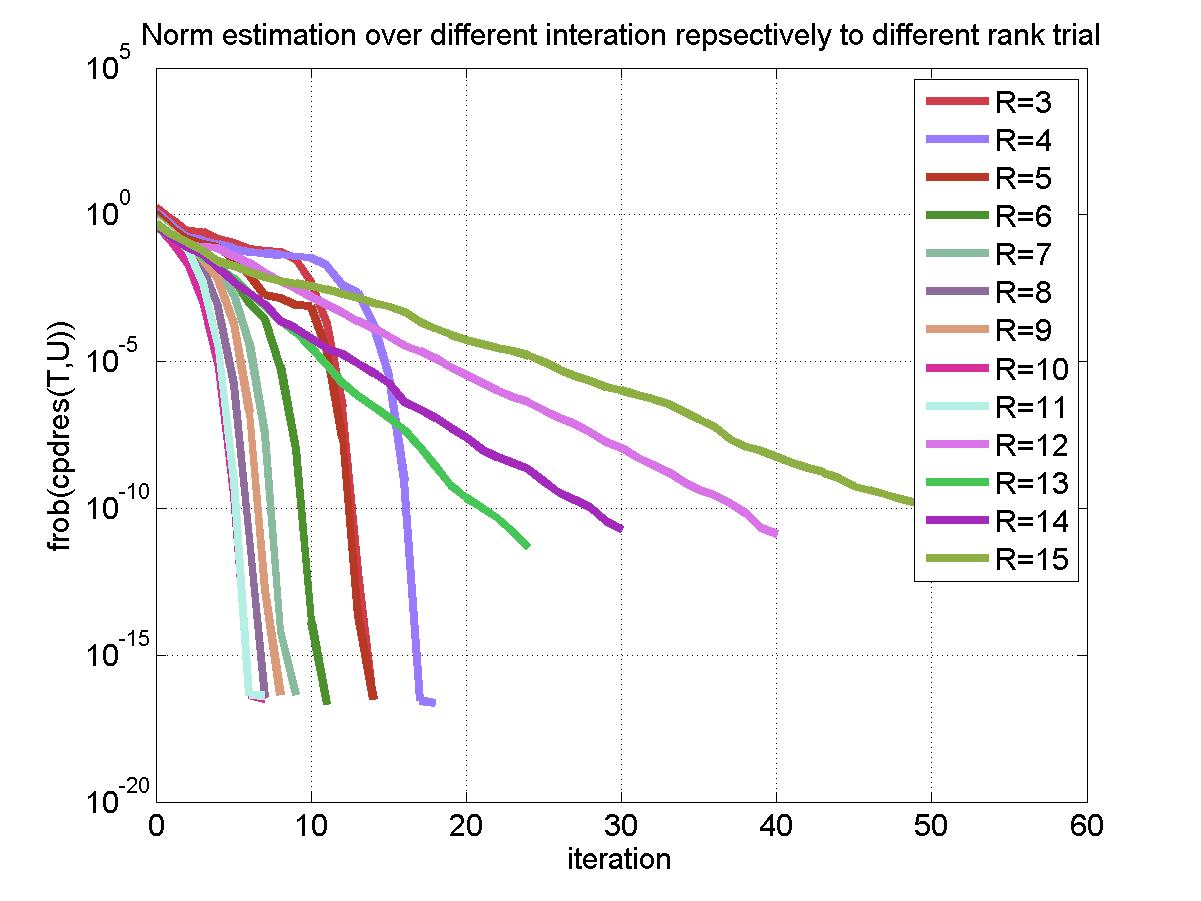 Norm estimation over different interation repsectively to different rank trial
10^5
10^0
10^-5
10^-10
10^-15
10^-20
frob(cpdres(T,U))
0 10 20 30 40 50 60
iteration
R=3
R=4
R=5
R=6
R=7
R=8
R=9
R=10
R=11
R=12
R=13
R=14
R=15